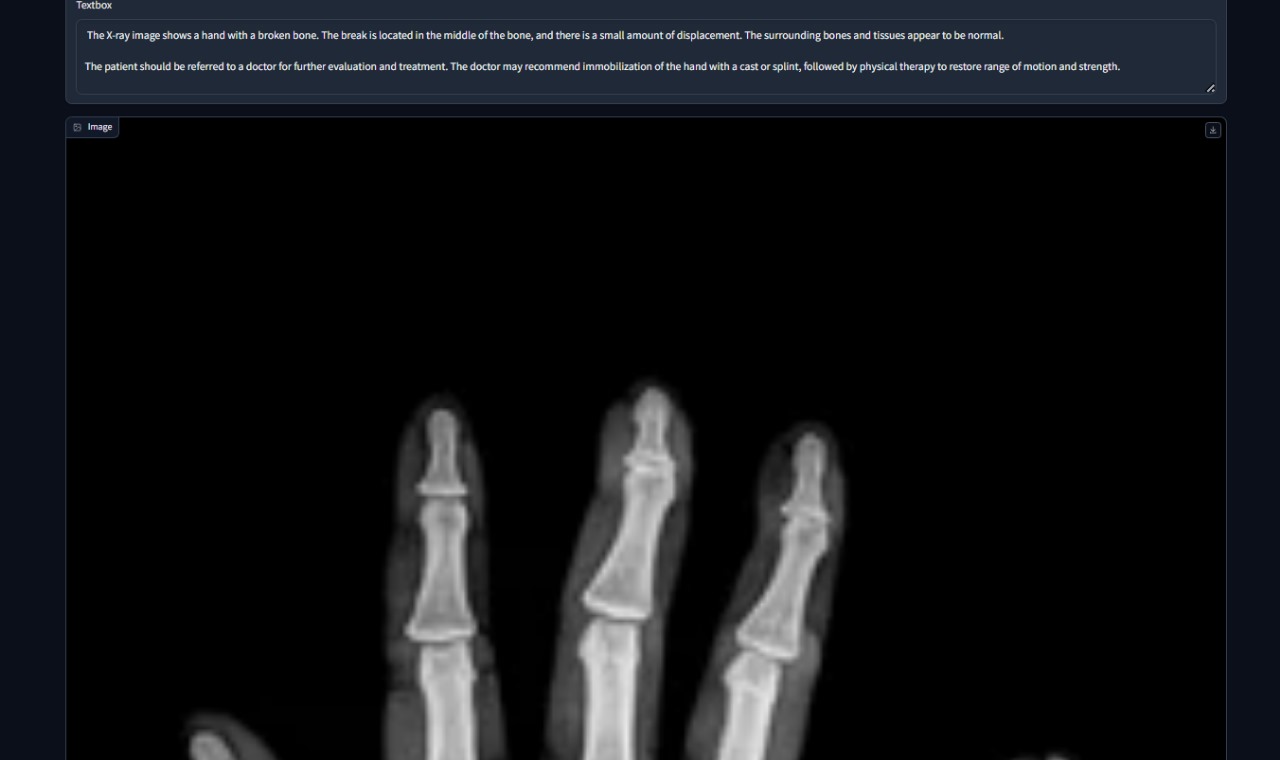 Textbox
The X-ray image shows a hand with a broken bone. The break is located in the middle of the bone, and there is a small amount of displacement. The surrounding bones and tissues appear to be normal.
The patient should be referred to a doctor for further evaluation and treatment. The doctor may recommend immobilization of the hand with a cast or splint, followed by physical therapy to restore range of motion and strength.
Image